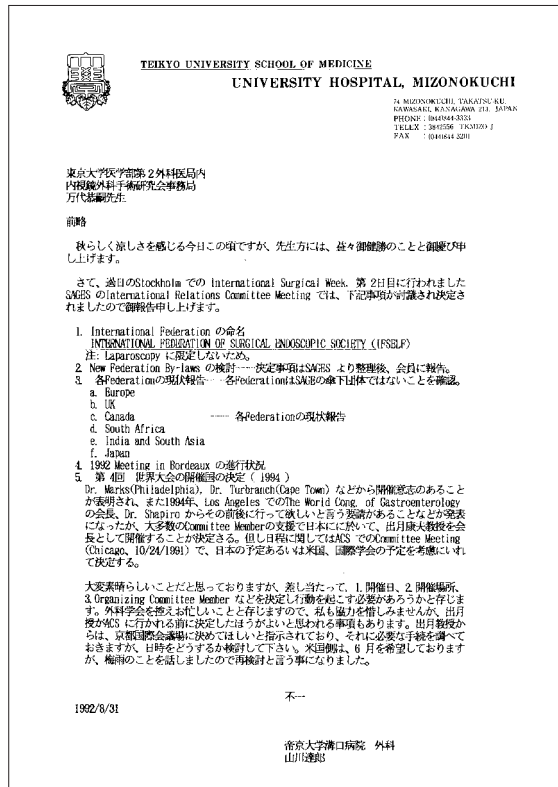 TEIKYO UNIVERSITY SCHOOL OF MEDICINE
UNIVERSITY HOSPITAL, MIZONOKUCHI
74 MIZONOKUCHI, TAKATSU-KU,
KAWASAKI, KANAGAWA 213, JAPAN
PHONE : (044)844-3333
TELEX : 3842556 TKMIZO J
FAX : (044)844-3201
東京大学医学部第2外科医局内
内視鏡外科手術研究会事務局
万代恭嗣先生
前略
秋らしく涼しさを感じる今日この頃ですが、先生方には、益々御健勝のことと御慶び申
し上げます。
さて、過日のStockholm での International Surgical Week. 第 2日目に行われました
SAGES のInternational Relations Committee Meeting では、下記事項が討議され決定さ
れましたので御報告申し上げます。
1. International Federation の命名
INTERNATIONAL FEDERATION OF SURGICAL ENDOSCOPIC SOCIETY (IFSELF)
注: Laparoscopy に限定しないため。
2. New Federation By-laws の検討……決定事項はSAGES より整理後、会員に報告。
3. 各Federationの現状報告……各FederationはSAGEの傘下団体ではないことを確認。
a. Europe
b. UK
c. Canada …… 各Federationの現状報告
d. South Africa
e. India and South Asia
f. Japan
4. 1992 Meeting in Bordeaux の進行状況
5. 第 4回 世界大会の開催国の決定 ( 1994 )
Dr. Marks(Philadelphia), Dr. Turbranch(Cape Town) などから開催意志のあること
が表明され、また1994年、Los Angeles でのThe World Cong. of Gastroenterology
の会長、Dr. Shapiro からその前後に行って欲しいと言う要請があることなどが発表
になったが、大多数のCommittee Memberの支援で日本にに於いて、出月康夫教授を会
長として開催することが決定さる。但し日程に関してはACS でのCommittee Meeting
(Chicago, 10/24/1991) で、日本の予定あるいは米国、国際学会の予定を考慮にいれ
て決定する。
大変素晴らしいことだと思っておりますが、差し当たって、1.開催日、2.開催場所、
3.Organizing Committee Member などを決定し行動を起こす必要があろうかと存じま
す。外科学会を控えお忙しいことと存じますので、私も協力を惜しみませんが、出月
授がACS に行かれる前に決定したほうがよいと思われる事項もあります。出月教授か
らは、京都国際会議場に決めてほしいと指示されており、それに必要な手続を調べて
おきますが、日時をどうするか検討して下さい。米国側は、6 月を希望しております
が、梅雨のことを話しましたので再検討と言う事になりました。
不一
1992/8/31
帝京大学溝口病院 外科
山川達郎